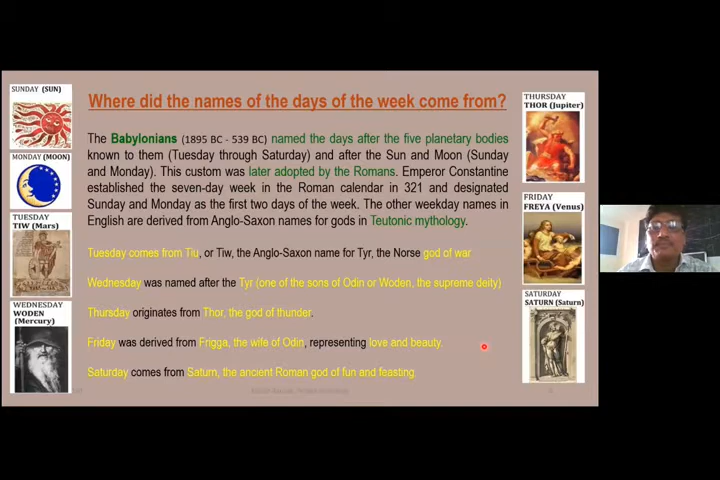 Where did the names of the days of the week come from?
The Babylonians (1895 BC - 539 BC) named the days after the five planetary bodies
known to them (Tuesday through Saturday) and after the Sun and Moon (Sunday
and Monday). This custom was later adopted by the Romans. Emperor Constantine
established the seven-day week in the Roman calendar in 321 and designated
Sunday and Monday as the first two days of the week. The other weekday names in
English are derived from Anglo-Saxon names for gods in Teutonic mythology.
Tuesday comes from Tiu, or Tiw, the Anglo-Saxon name for Tyr, the Norse god of war
Wednesday was named after the Tyr (one of the sons of Odin or Woden, the supreme deity)
Thursday originates from Thor, the god of thunder.
Friday was derived from Frigga, the wife of Odin, representing love and beauty.
Saturday comes from Saturn, the ancient Roman god of fun and feasting.
SUNDAY (SUN)
MONDAY (MOON)
TUESDAY
TIW (Mars)
WEDNESDAY
WODEN
(Mercury)
THURSDAY
THOR (Jupiter)
FRIDAY
FREYA (Venus)
SATURDAY
SATURN (Saturn)